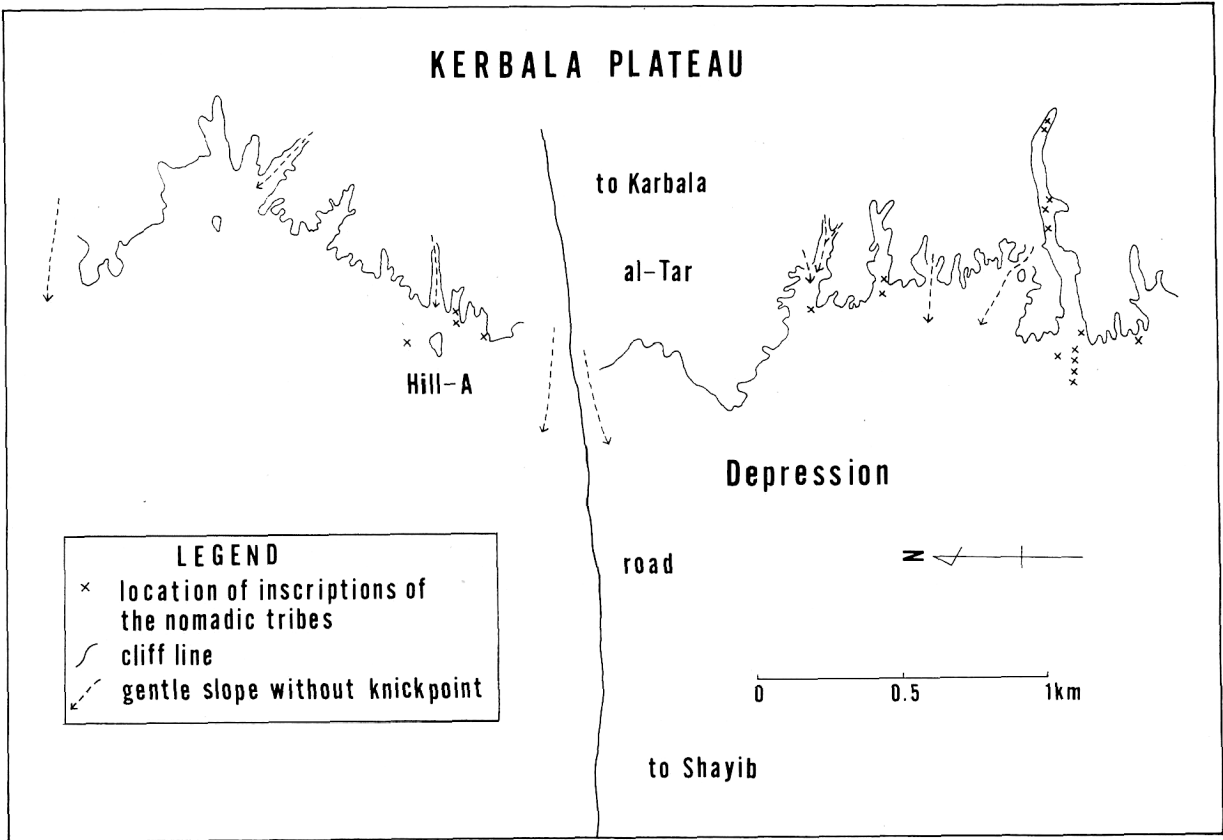 KERBALA PLATEAU
to Karbala
al-Tar
Hill-A
Depression
LEGEND
× location of inscriptions of
the nomadic tribes
cliff line
gentle slope without knickpoint
road
N
0 0.5 1km
to Shayib